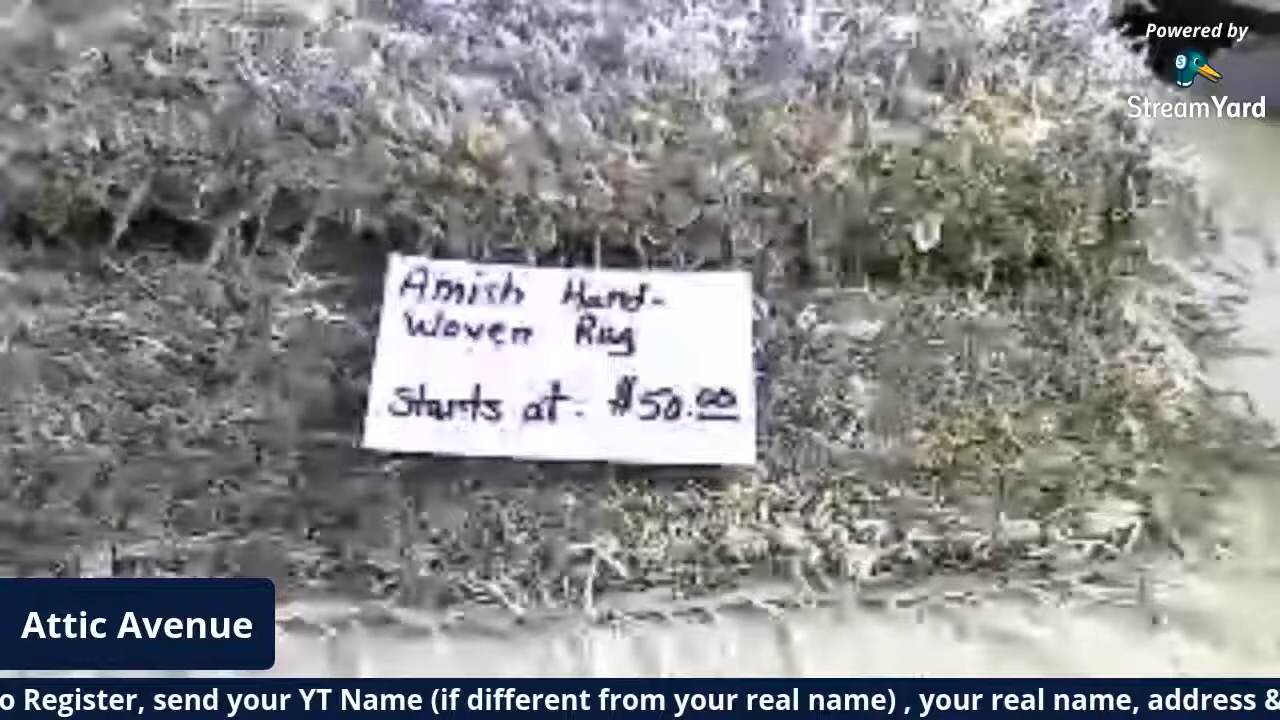 Powered by
StreamYard
Amish Hand-
Woven Rug
Starts at: $50.00
Attic Avenue
o Register, send your YT Name (if different from your real name) , your real name, address &